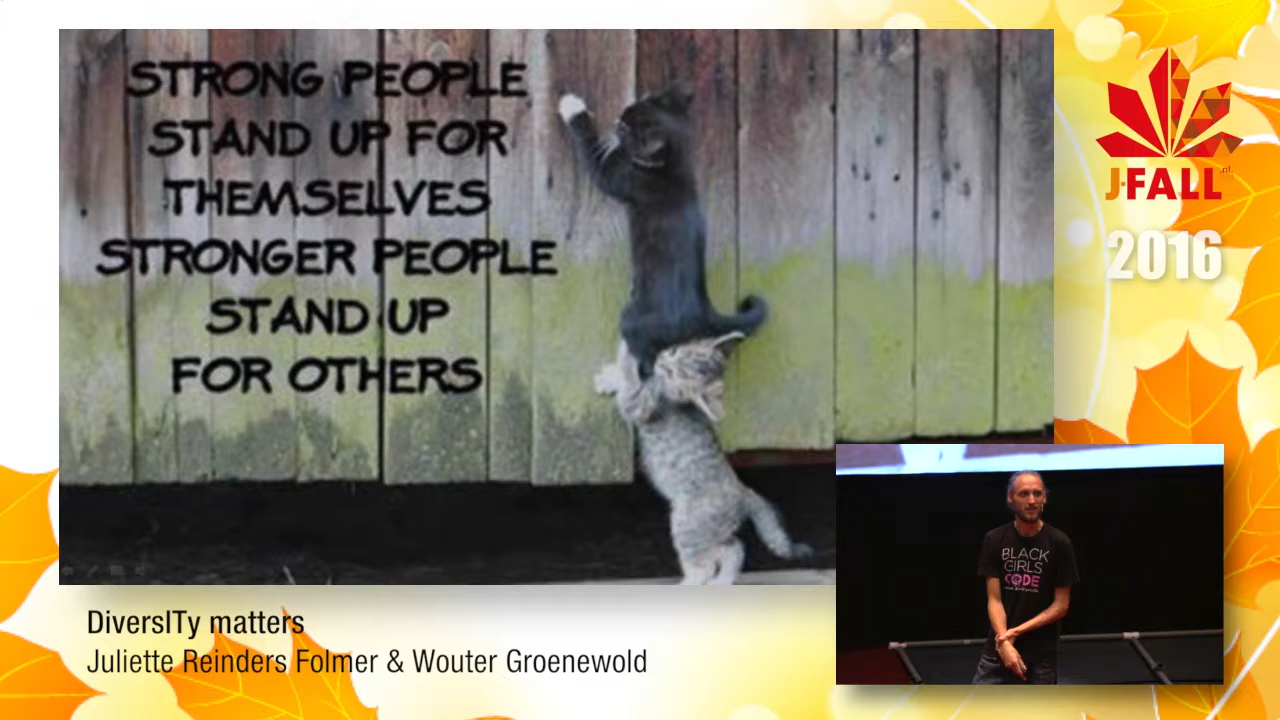 STRONG PEOPLE
STAND UP FOR
THEMSELVES
STRONGER PEOPLE
STAND UP
FOR OTHERS
J-FALL.nl
2016
BLACK
GIRLS
CODE
DiversITy matters
Juliette Reinders Folmer & Wouter Groenewold